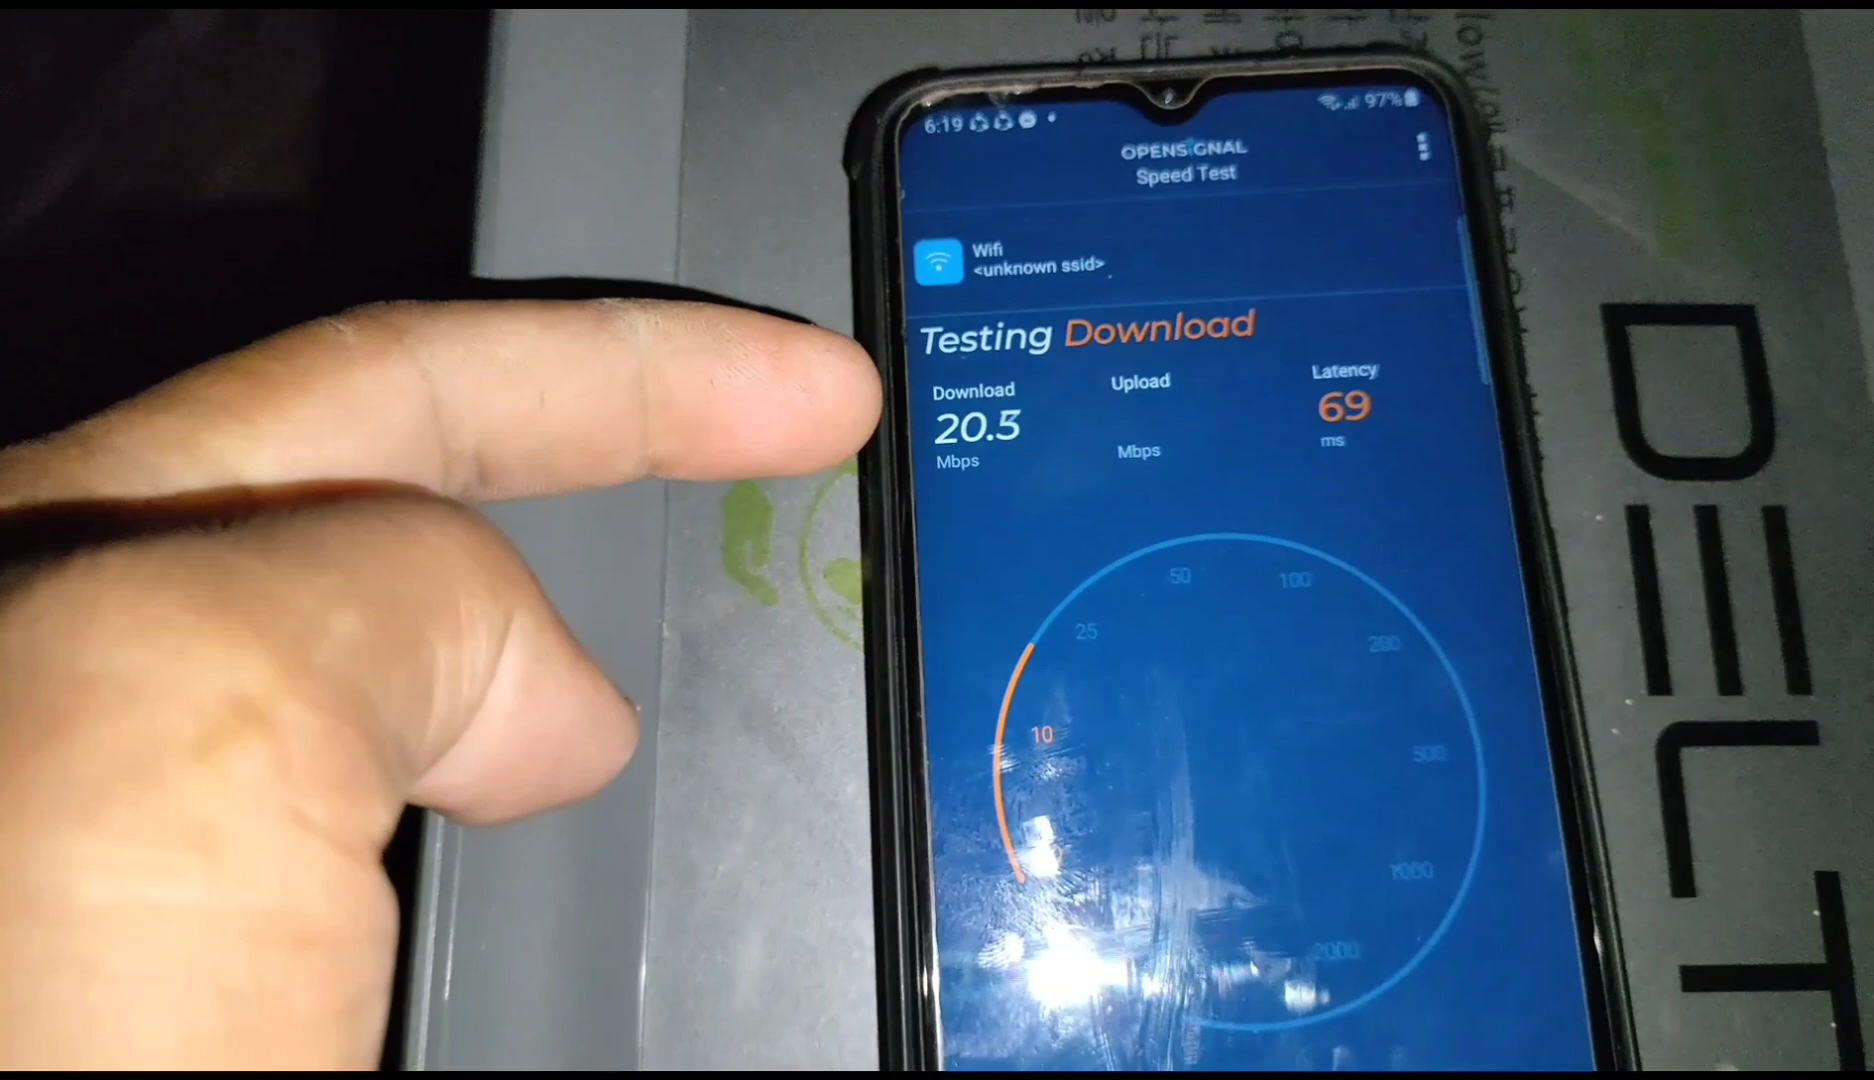 6:19
97%
OPENSIGNAL
Speed Test
Wifi
<unknown ssid>
Testing Download
Download
20.5
Mbps
Upload
Mbps
Latency
69
ms
50
100
25
200
10
500
1000
2000
DELT